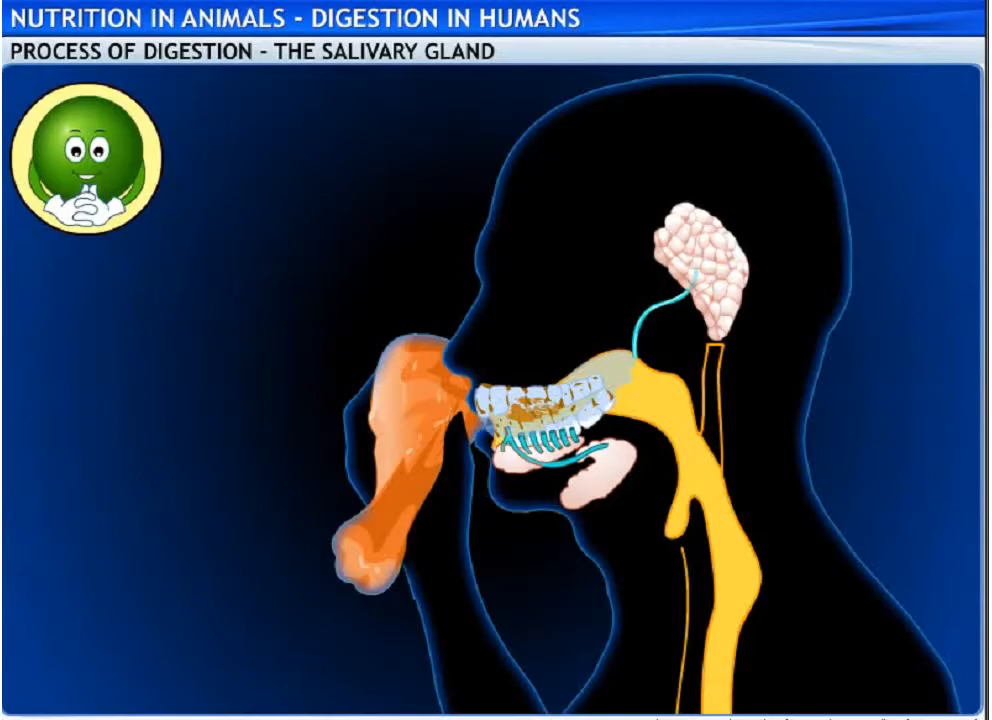 NUTRITION IN ANIMALS - DIGESTION IN HUMANS
PROCESS OF DIGESTION - THE SALIVARY GLAND